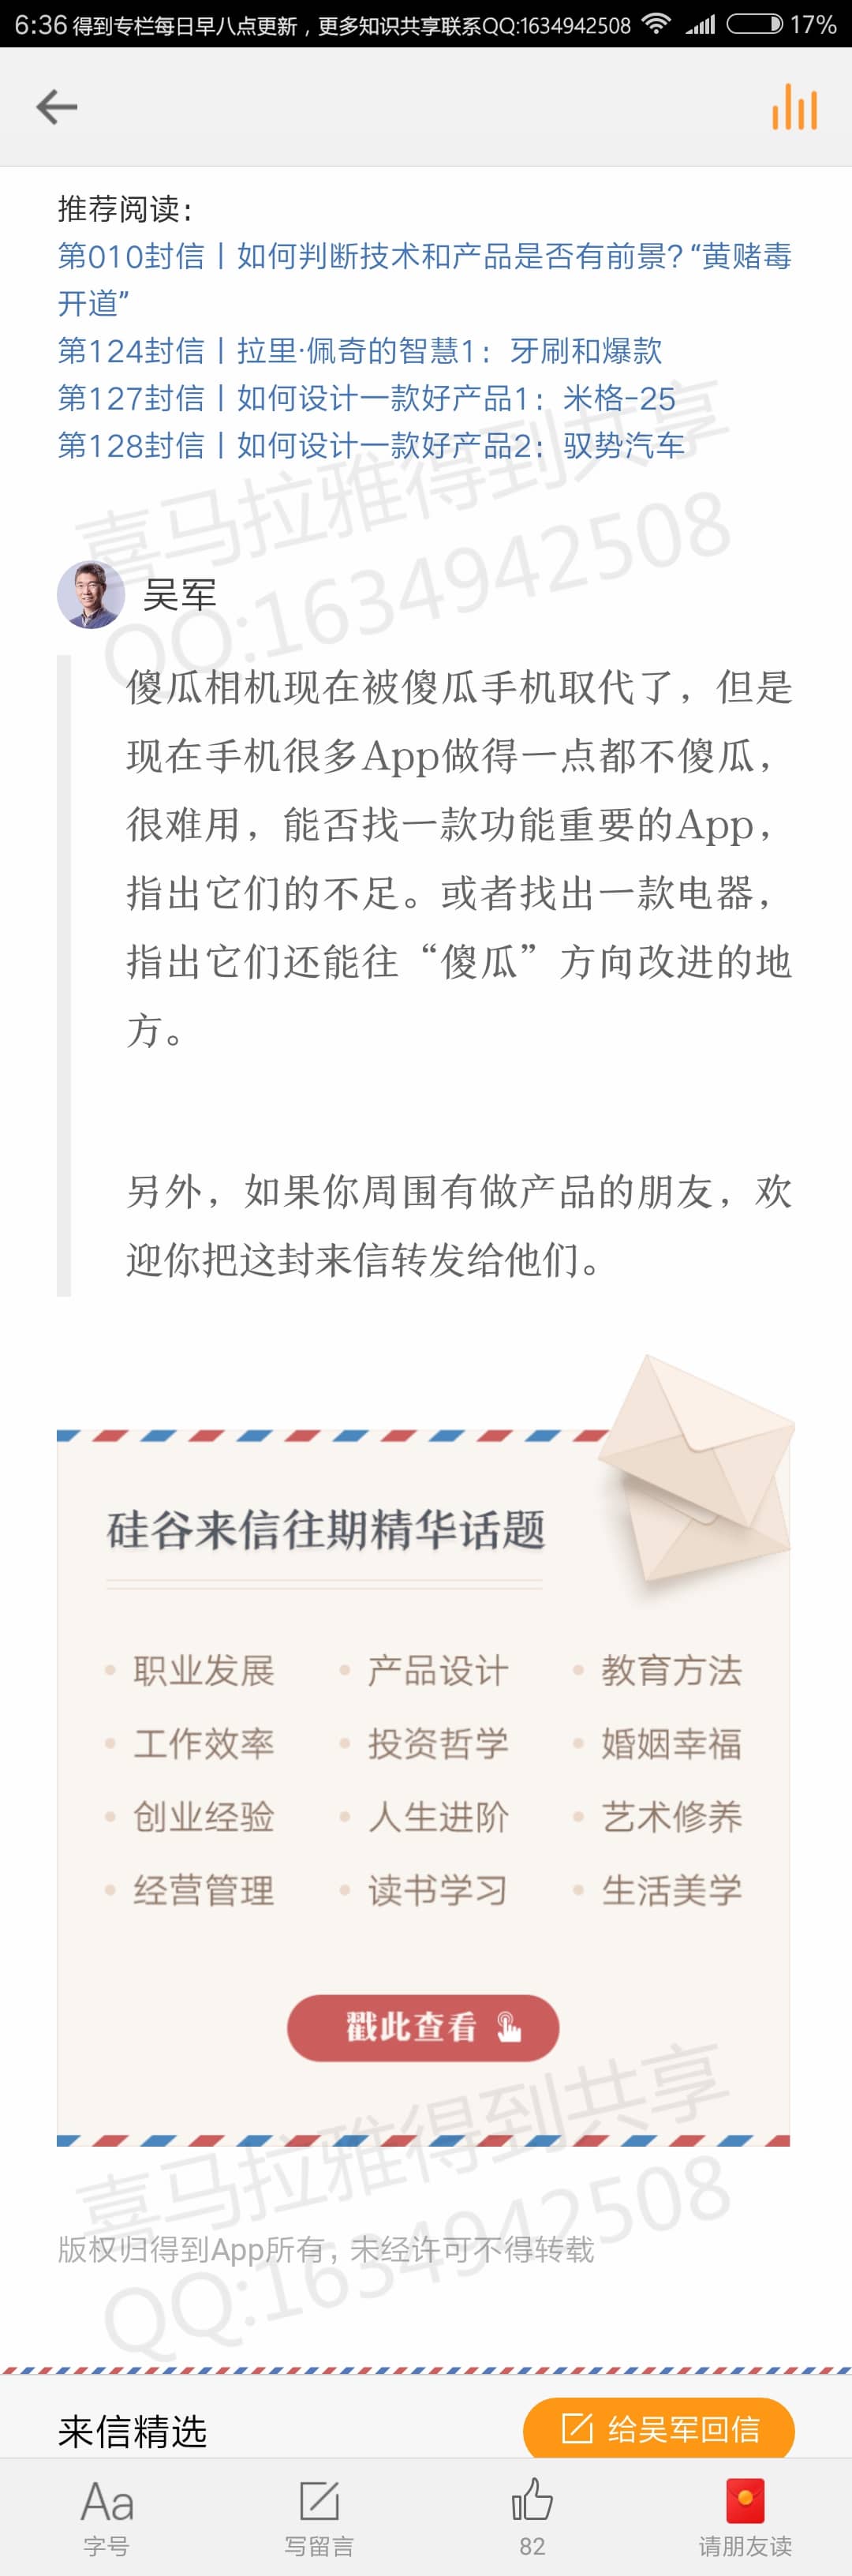 6:36 得到专栏每日早八点更新，更多知识共享联系QQ:1634942508 17%
推荐阅读：
第010封信丨如何判断技术和产品是否有前景？“黄赌毒
开道”
第124封信丨拉里·佩奇的智慧1：牙刷和爆款
第127封信丨如何设计一款好产品1：米格-25
第128封信丨如何设计一款好产品2：驭势汽车
喜马拉雅得到共享
QQ:1634942508
吴军
傻瓜相机现在被傻瓜手机取代了，但是
现在手机很多App做得一点都不傻瓜，
很难用，能否找一款功能重要的App，
指出它们的不足。或者找出一款电器，
指出它们还能往“傻瓜”方向改进的地
方。
另外，如果你周围有做产品的朋友，欢
迎你把这封来信转发给他们。
硅谷来信往期精华话题
职业发展 产品设计 教育方法
工作效率 投资哲学 婚姻幸福
创业经验 人生进阶 艺术修养
经营管理 读书学习 生活美学
戳此查看
喜马拉雅得到共享
QQ:1634942508
版权归得到App所有，未经许可不得转载
来信精选 给吴军回信
Aa
字号 写留言 82 请朋友读